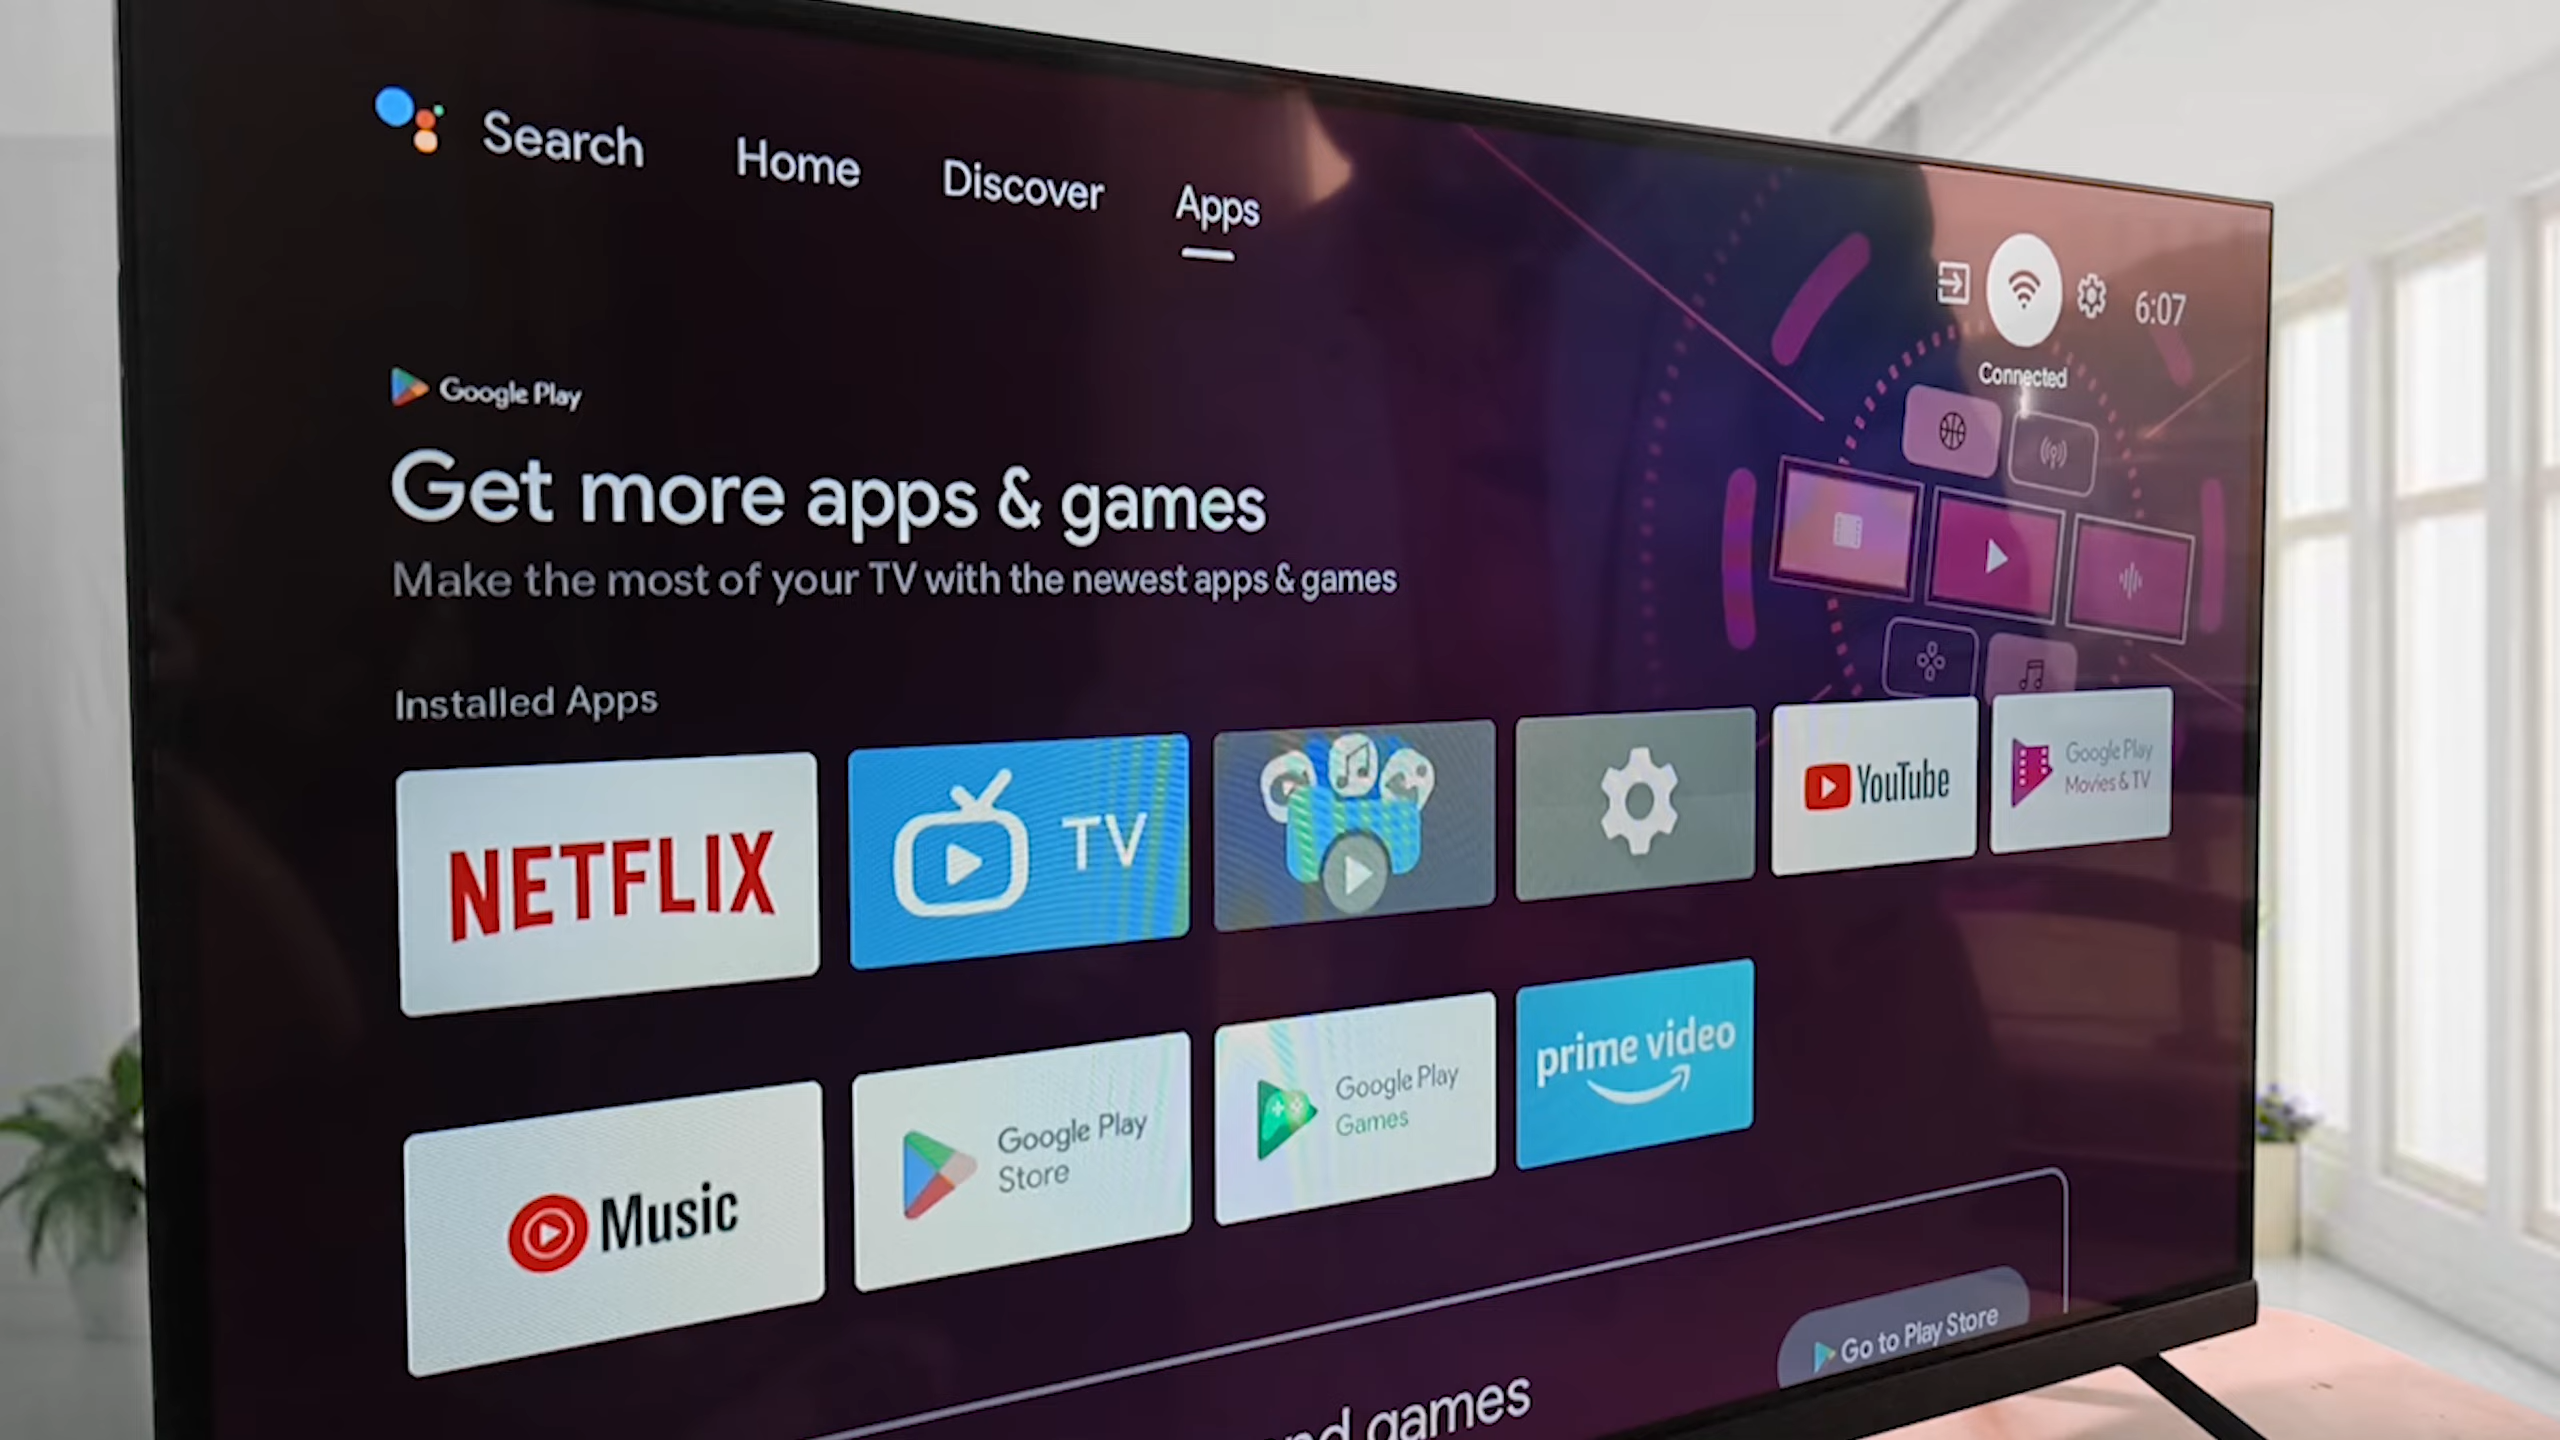 Search Home Discover Apps
6:07
Connected
Google Play
Get more apps & games
Make the most of your TV with the newest apps & games
Installed Apps
NETFLIX
TV
YouTube
Google Play
Movies & TV
Music
Google Play
Store
Google Play
Games
prime video
Go to Play Store
games